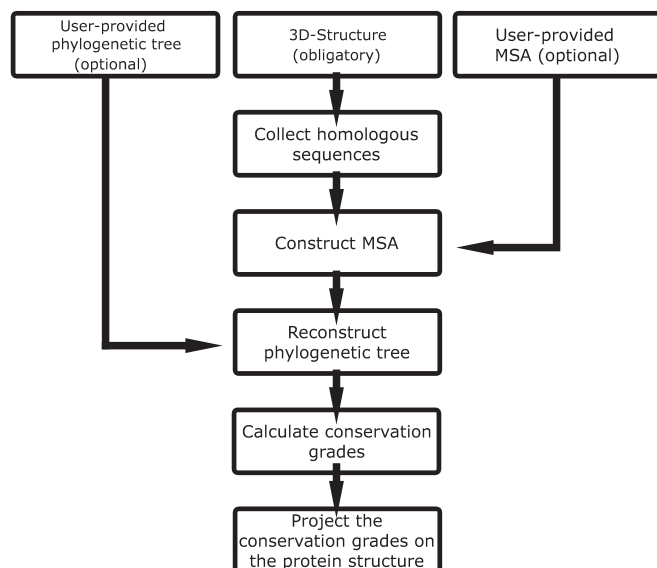 User-provided
phylogenetic tree
(optional)
3D-Structure
(obligatory)
User-provided
MSA (optional)
Collect homologous
sequences
Construct MSA
Reconstruct
phylogenetic tree
Calculate conservation
grades
Project the
conservation grades on
the protein structure